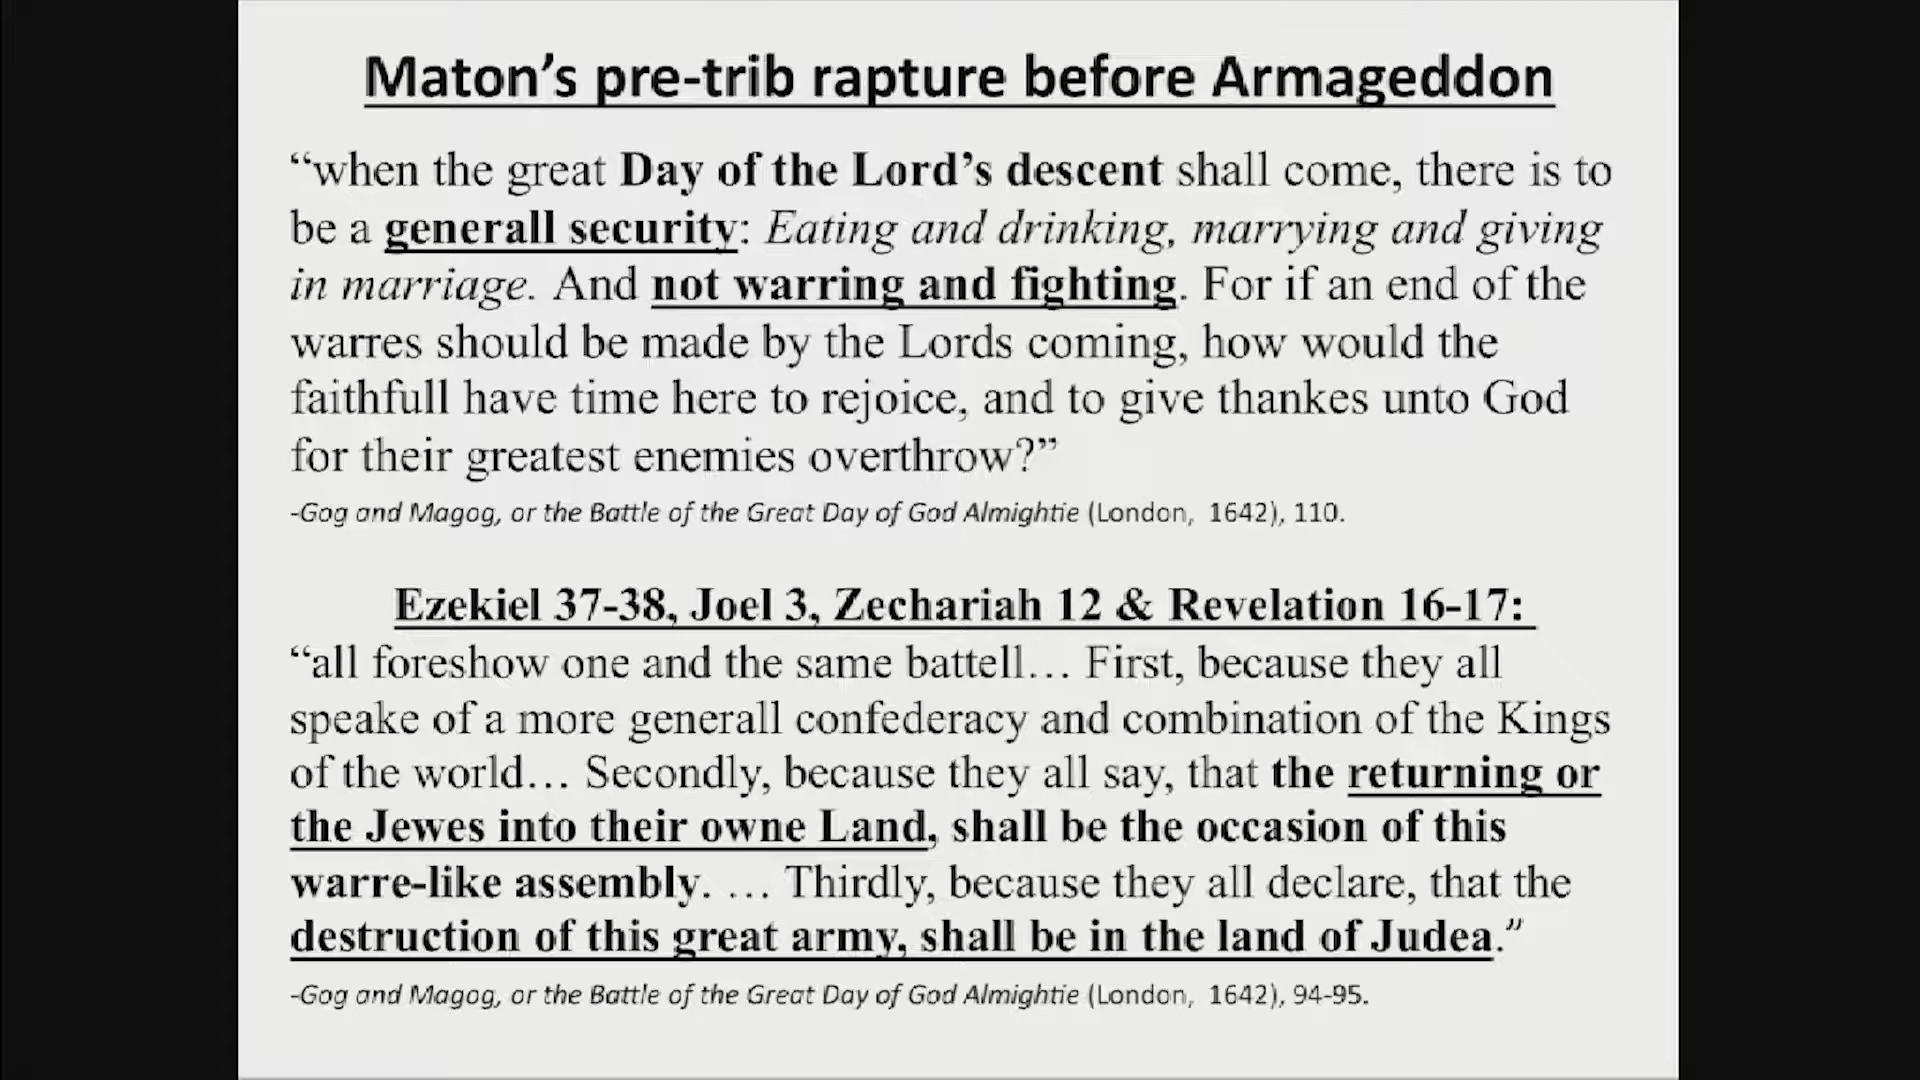 Maton’s pre-trib rapture before Armageddon
“when the great Day of the Lord’s descent shall come, there is to
be a generall security: Eating and drinking, marrying and giving
in marriage. And not warring and fighting. For if an end of the
warres should be made by the Lords coming, how would the
faithfull have time here to rejoice, and to give thankes unto God
for their greatest enemies overthrow?”
-Gog and Magog, or the Battle of the Great Day of God Almightie (London, 1642), 110.
Ezekiel 37-38, Joel 3, Zechariah 12 & Revelation 16-17:
“all foreshow one and the same battell… First, because they all
speake of a more generall confederacy and combination of the Kings
of the world… Secondly, because they all say, that the returning or
the Jewes into their owne Land, shall be the occasion of this
warre-like assembly. … Thirdly, because they all declare, that the
destruction of this great army, shall be in the land of Judea.”
-Gog and Magog, or the Battle of the Great Day of God Almightie (London, 1642), 94-95.